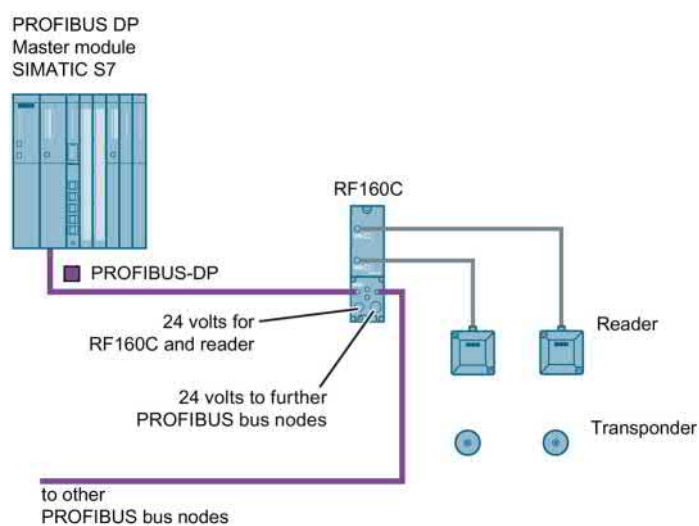 PROFIBUS DP
Master module
SIMATIC S7
RF160C
PROFIBUS-DP
24 volts for
RF160C and reader
Reader
24 volts to further
PROFIBUS bus nodes
Transponder
to other
PROFIBUS bus nodes